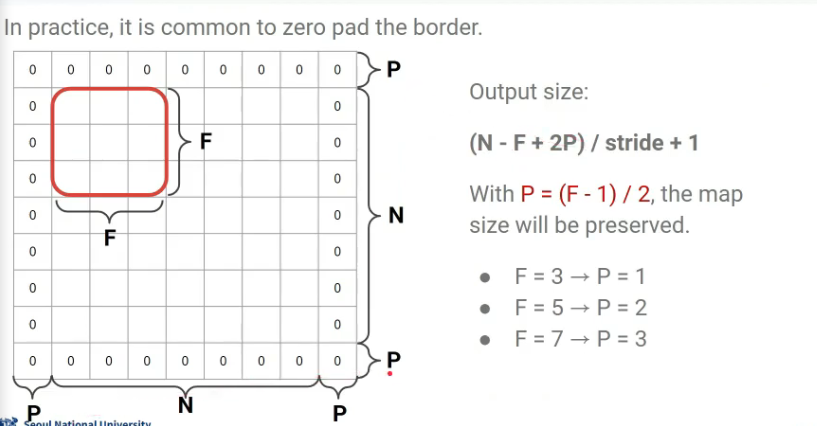 In practice, it is common to zero pad the border.
0 0 0 0 0 0 0 0 0 P
0 0
0 F 0
0 0
0 0 N
F
0 0
0 0
0 0
0 0 0 0 0 0 0 0 0 P
P N P
Output size:
(N - F + 2P) / stride + 1
With P = (F - 1) / 2, the map
size will be preserved.
● F = 3 → P = 1
● F = 5 → P = 2
● F = 7 → P = 3
Seoul National University